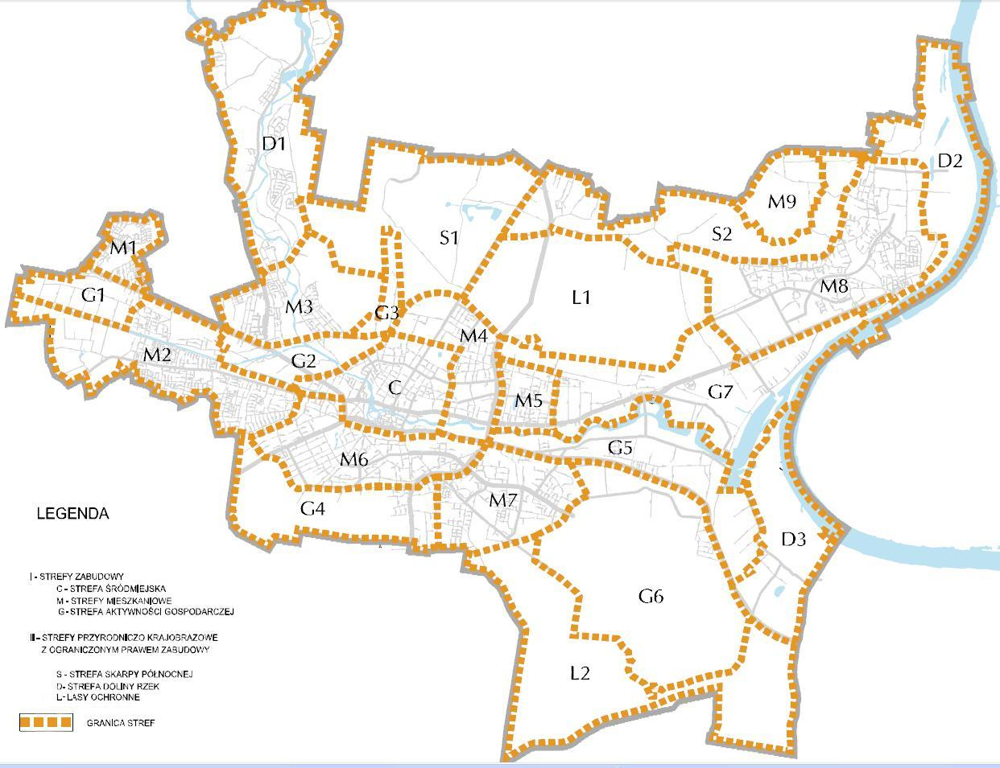 D1
D2
M9
S2
S1
M1
M8
G1
L1
M3
G3
M4
M2
G2
C
M5
G7
G5
M6
M7
G4
D3
G6
L2
LEGENDA
I - STREFY ZABUDOWY
C - STREFA ŚRÓDMIEJSKA
M - STREFY MIESZKANIOWE
G - STREFA AKTYWNOŚCI GOSPODARCZEJ
II - STREFY PRZYRODNICZO KRAJOBRAZOWE
Z OGRANICZONYM PRAWEM ZABUDOWY
S - STREFA SKARPY PÓŁNOCNEJ
D - STREFA DOLINY RZEK
L - LASY OCHRONNE
GRANICA STREF